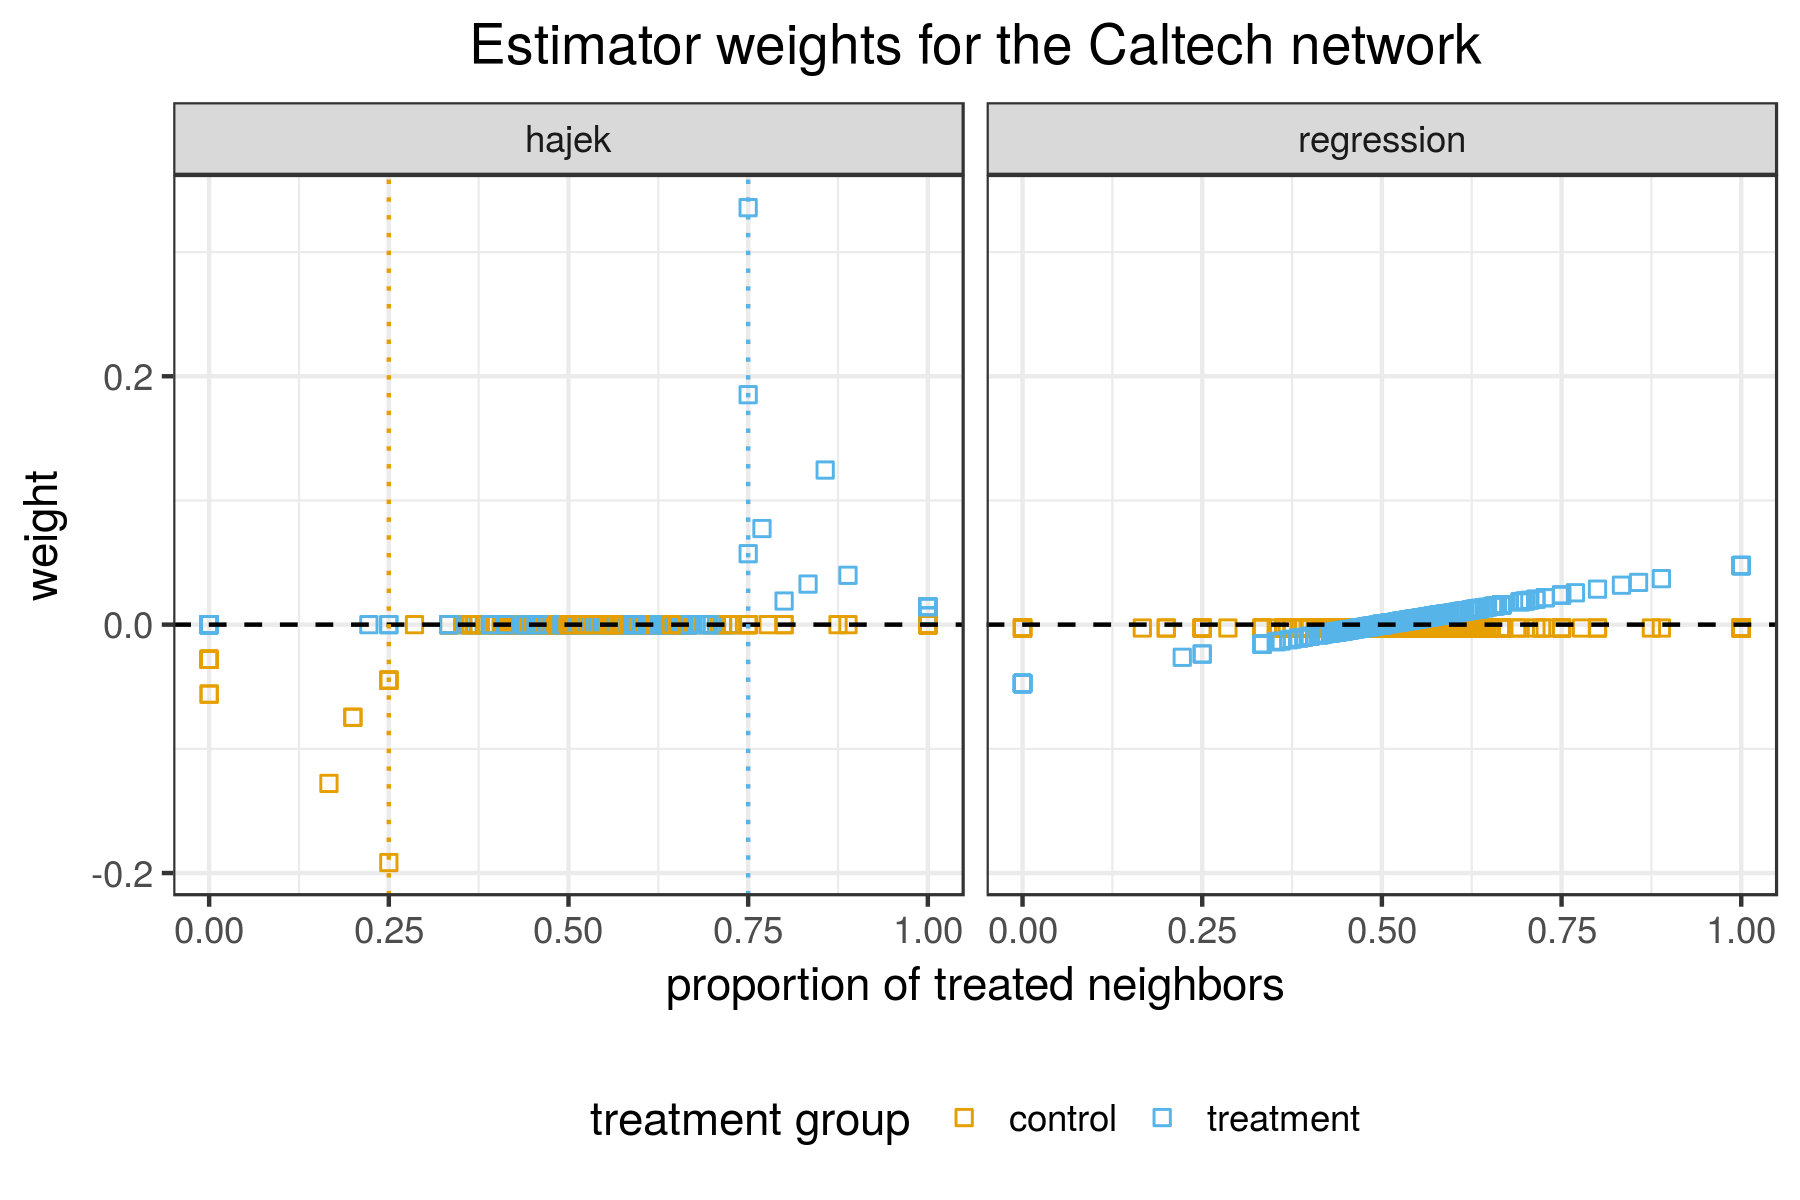 Estimator weights for the Caltech network
hajek
regression
weight
0.2
0.0
-0.2
0.00 0.25 0.50 0.75 1.00
0.00 0.25 0.50 0.75 1.00
proportion of treated neighbors
treatment group control treatment